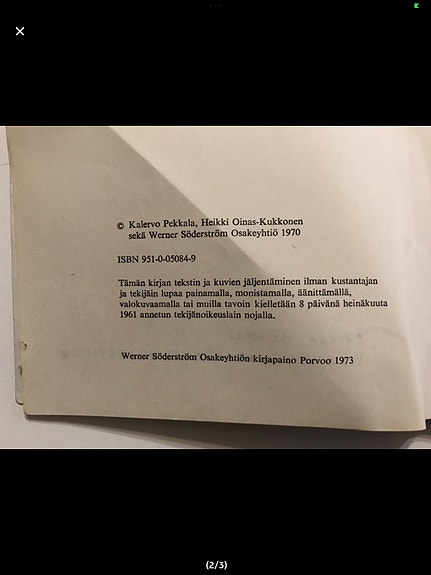 © Kalervo Pekkala, Heikki Oinas-Kukkonen
sekä Werner Söderström Osakeyhtiö 1970
ISBN 951-0-05084-9
Tämän kirjan tekstin ja kuvien jäljentäminen ilman kustantajan
ja tekijäin lupaa painamalla, monistamalla, äänittämällä,
valokuvaamalla tai muilla tavoin kielletään 8 päivänä heinäkuuta
1961 annetun tekijänoikeuslain nojalla.
Werner Söderström Osakeyhtiön kirjapaino Porvoo 1973
(2/3)